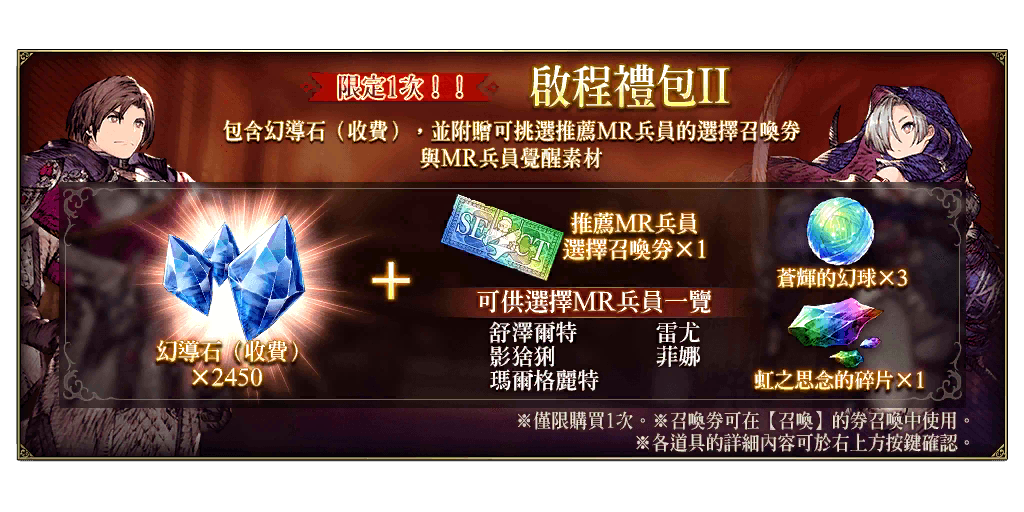 限定1次！！
啟程禮包II
包含幻導石（收費），並附贈可挑選推薦MR兵員的選擇召喚券
與MR兵員覺醒素材
幻導石（收費）
×2450
+
SELECT
推薦MR兵員
選擇召喚券×1
可供選擇MR兵員一覽
舒澤爾特
雷尤
影猞猁
菲娜
瑪爾格麗特
蒼輝的幻球×3
虹之思念的碎片×1
※僅限購買1次。※召喚券可在【召喚】的券召喚中使用。
※各道具的詳細內容可於右上方按鍵確認。